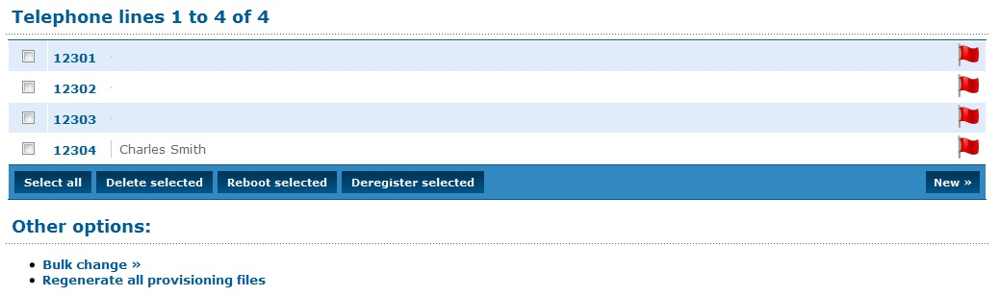 Telephone lines 1 to 4 of 4
12301
12302
12303
12304 Charles Smith
Select all Delete selected Reboot selected Deregister selected New »
Other options:
• Bulk change »
• Regenerate all provisioning files